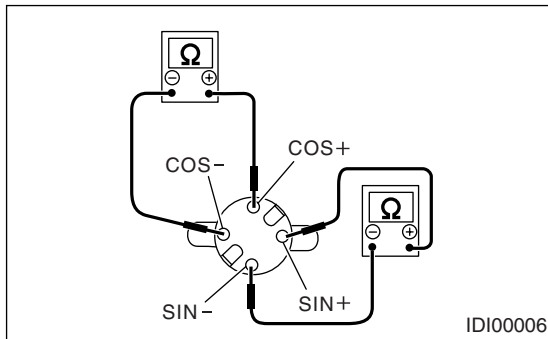 Ω
− +
COS−
COS+
Ω
− +
SIN−
SIN+
IDI00006